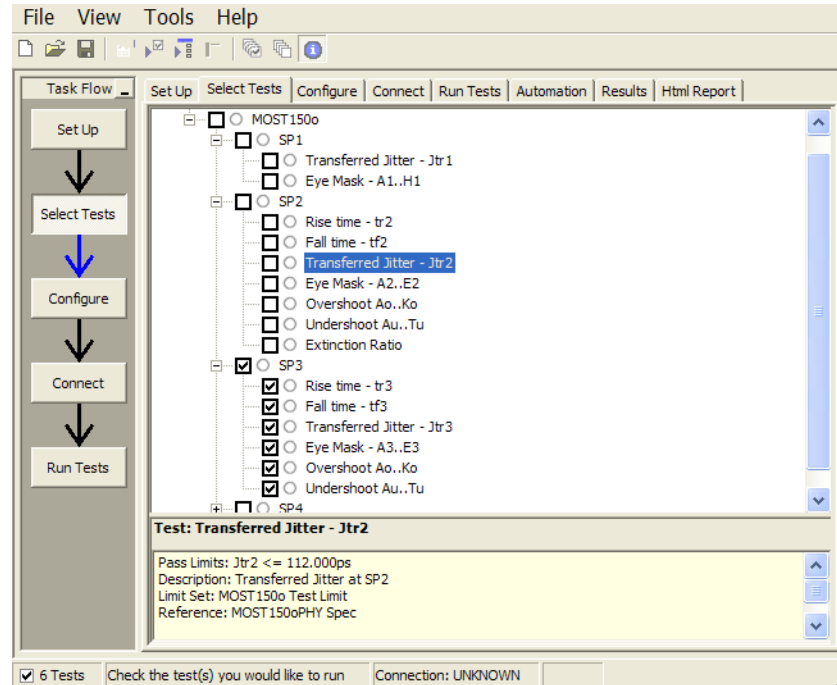 File View Tools Help
Task Flow
Set Up Select Tests Configure Connect Run Tests Automation Results Html Report
Set Up
Select Tests
Configure
Connect
Run Tests
MOST150o
SP1
Transferred Jitter - Jtr1
Eye Mask - A1..H1
SP2
Rise time - tr2
Fall time - tf2
Transferred Jitter - Jtr2
Eye Mask - A2..E2
Overshoot Ao..Ko
Undershoot Au..Tu
Extinction Ratio
SP3
Rise time - tr3
Fall time - tf3
Transferred Jitter - Jtr3
Eye Mask - A3..E3
Overshoot Ao..Ko
Undershoot Au..Tu
SP4
Test: Transferred Jitter - Jtr2
Pass Limits: Jtr2 <= 112.000ps
Description: Transferred Jitter at SP2
Limit Set: MOST150o Test Limit
Reference: MOST150oPHY Spec
6 Tests Check the test(s) you would like to run Connection: UNKNOWN